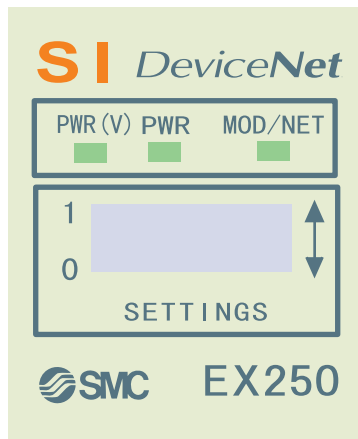 SI DeviceNet
PWR(V) PWR MOD/NET
1
0
SETTINGS
SMC EX250